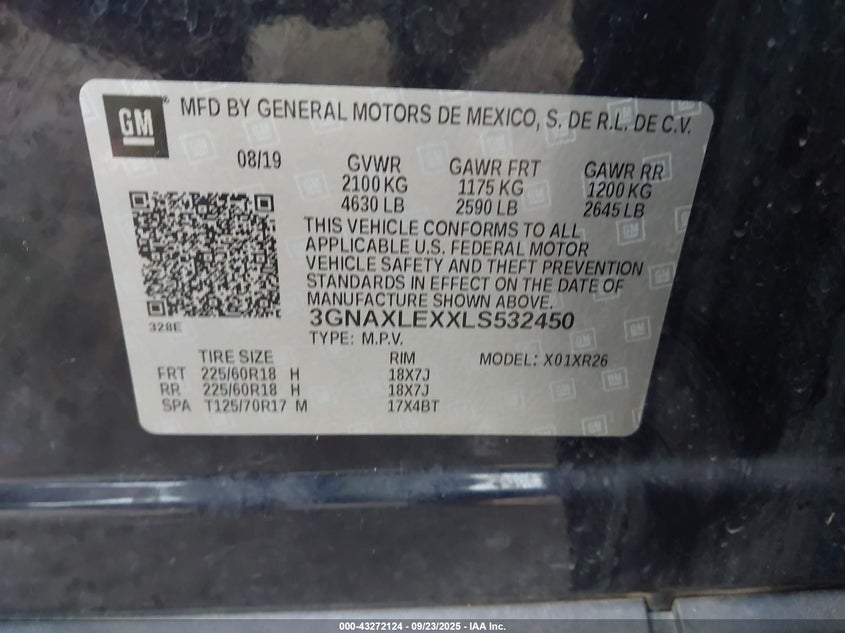 GM ® MFD BY GENERAL MOTORS DE MEXICO, S. DE R.L. DE C.V.
08/19 GVWR GAWR FRT GAWR RR
2100 KG 1175 KG 1200 KG
4630 LB 2590 LB 2645 LB
THIS VEHICLE CONFORMS TO ALL
APPLICABLE U.S. FEDERAL MOTOR
VEHICLE SAFETY AND THEFT PREVENTION
STANDARDS IN EFFECT ON THE DATE OF
MANUFACTURE SHOWN ABOVE.
328E 3GNAXLEXXLS532450
TYPE: M.P.V. MODEL: X01XR26
TIRE SIZE RIM
FRT 225/60R18 H 18X7J
RR 225/60R18 H 18X7J
SPA T125/70R17 M 17X4BT
000-43272124 - 09/23/2025 - IAA Inc.